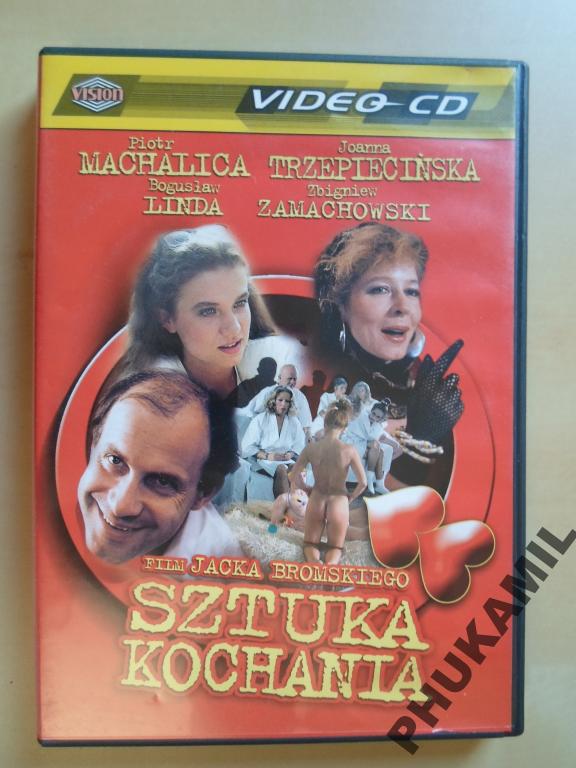 VISION
VIDEO-CD
Piotr MACHALICA
Joanna TRZEPIECIŃSKA
Bogusław LINDA
Zbigniew ZAMACHOWSKI
FILM JACKA BROMSKIEGO
SZTUKA
KOCHANIA
PHUKAMIL